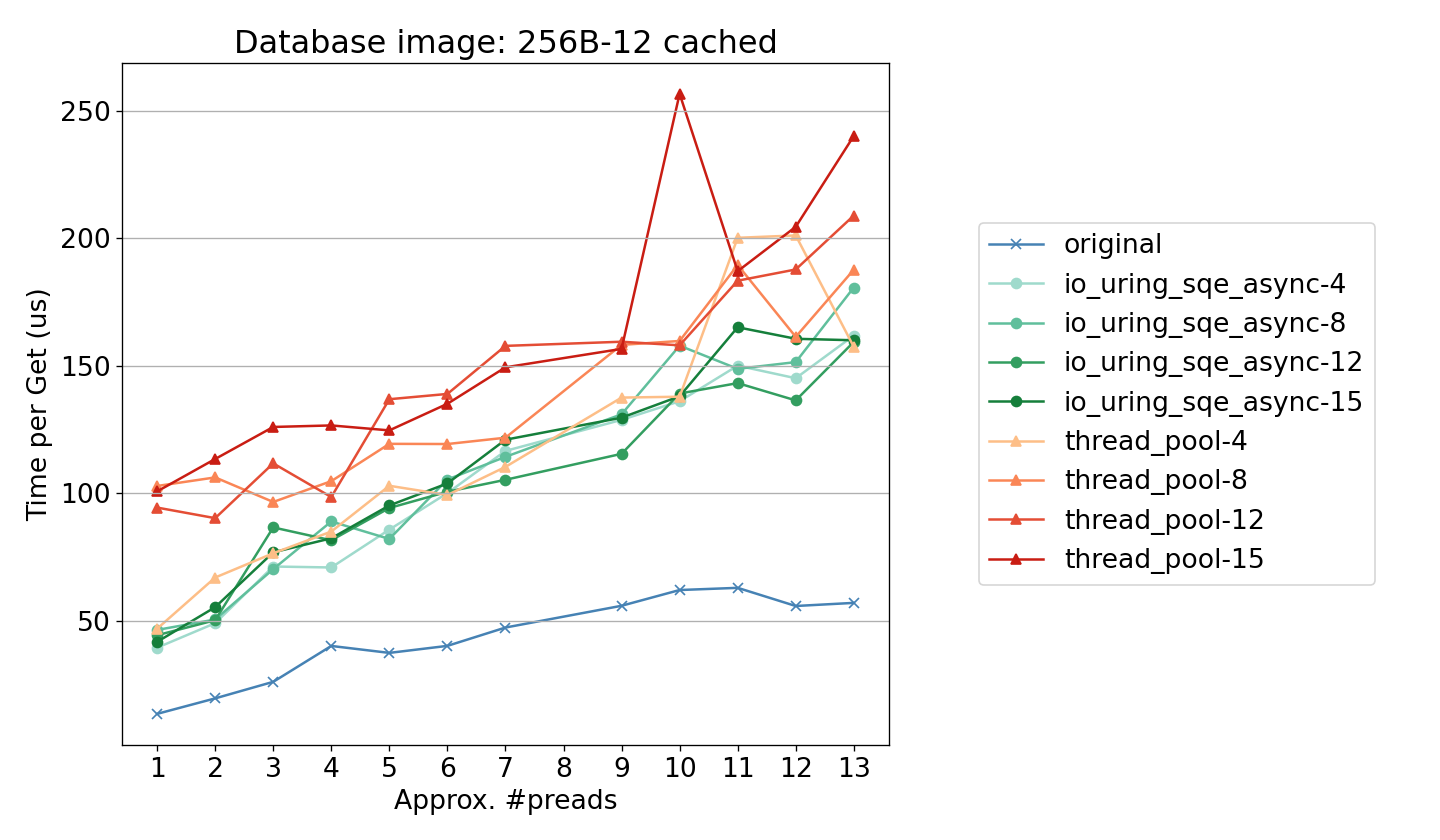 Database image: 256B-12 cached
Time per Get (us)
250
200
150
100
50
1 2 3 4 5 6 7 8 9 10 11 12 13
Approx. #preads
original
io_uring_sqe_async-4
io_uring_sqe_async-8
io_uring_sqe_async-12
io_uring_sqe_async-15
thread_pool-4
thread_pool-8
thread_pool-12
thread_pool-15